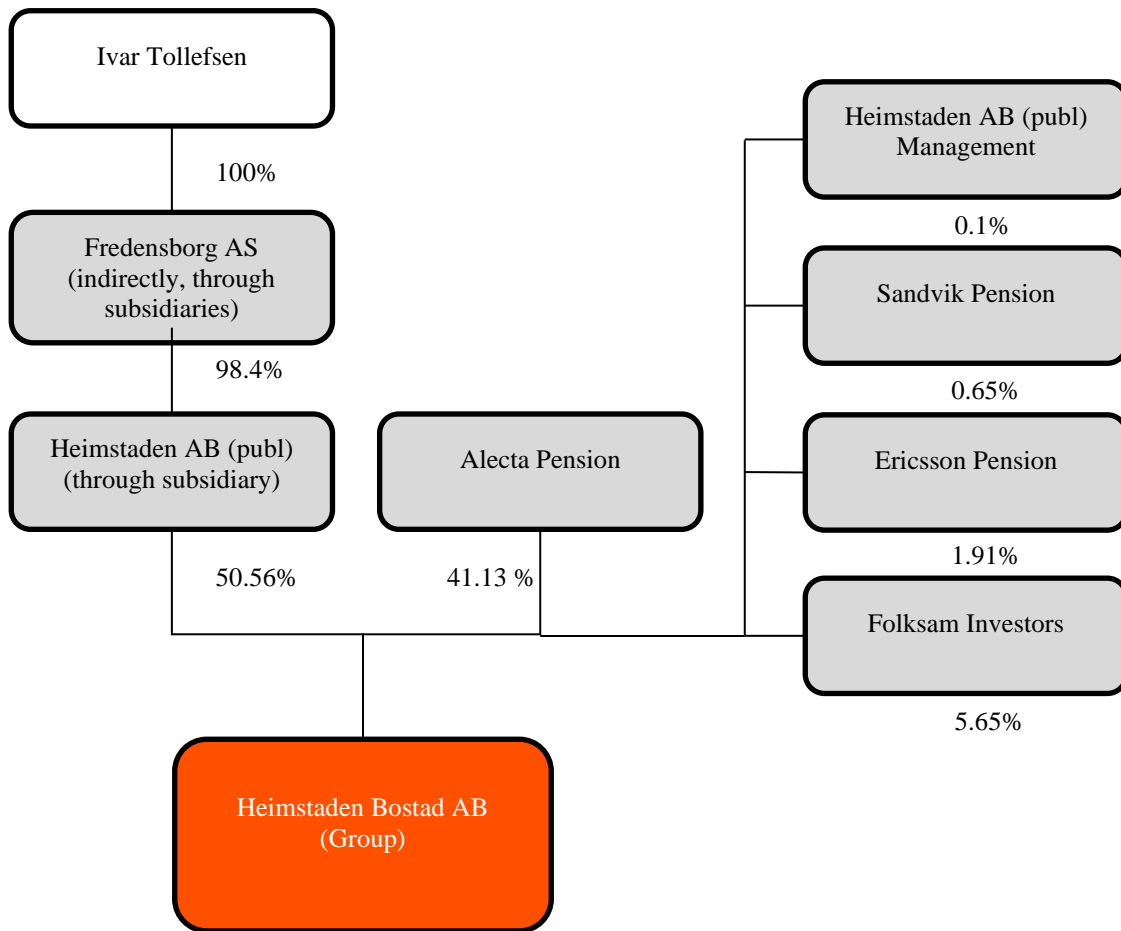 Ivar Tollefsen
100%
Fredensborg AS
(indirectly, through
subsidiaries)
98.4%
Heimstaden AB (publl)
(through subsidiary)
50.56%
Alecta Pension
41.13 %
Heimstaden AB (publ)
Management
0.1%
Sandvik Pension
0.65%
Ericsson Pension
1.91%
Folksam Investors
5.65%
Heimstaden Bostad AB
(Group)